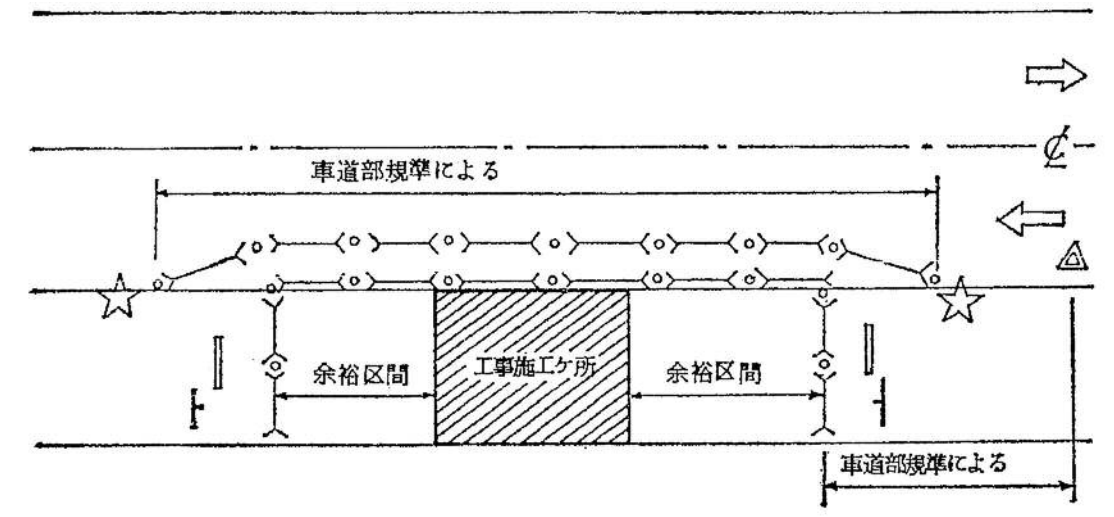 ℄
車道部規準による
余裕区間
工事施工ケ所
余裕区間
車道部規準による